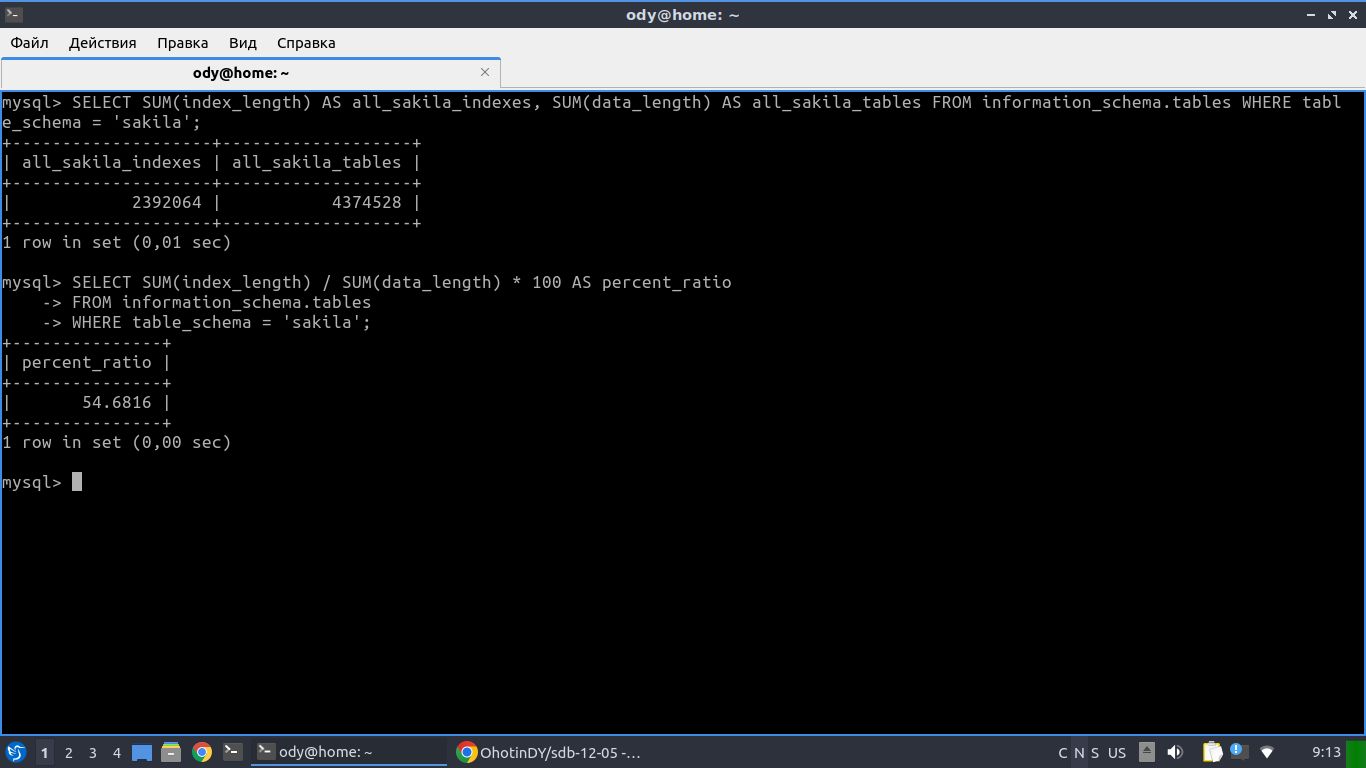 ody@home: ~
Файл Действия Правка Вид Справка
ody@home: ~
mysql> SELECT SUM(index_length) AS all_sakila_indexes, SUM(data_length) AS all_sakila_tables FROM information_schema.tables WHERE tabl
e_schema = 'sakila';
+--------------------+-------------------+
| all_sakila_indexes | all_sakila_tables |
+--------------------+-------------------+
|            2392064 |           4374528 |
+--------------------+-------------------+
1 row in set (0,01 sec)
mysql> SELECT SUM(index_length) / SUM(data_length) * 100 AS percent_ratio
    -> FROM information_schema.tables
    -> WHERE table_schema = 'sakila';
+---------------+
| percent_ratio |
+---------------+
|       54.6816 |
+---------------+
1 row in set (0,00 sec)
mysql>
1 2 3 4 ody@home: ~ OhotinDY/sdb-12-05 -... C N S US 9:13